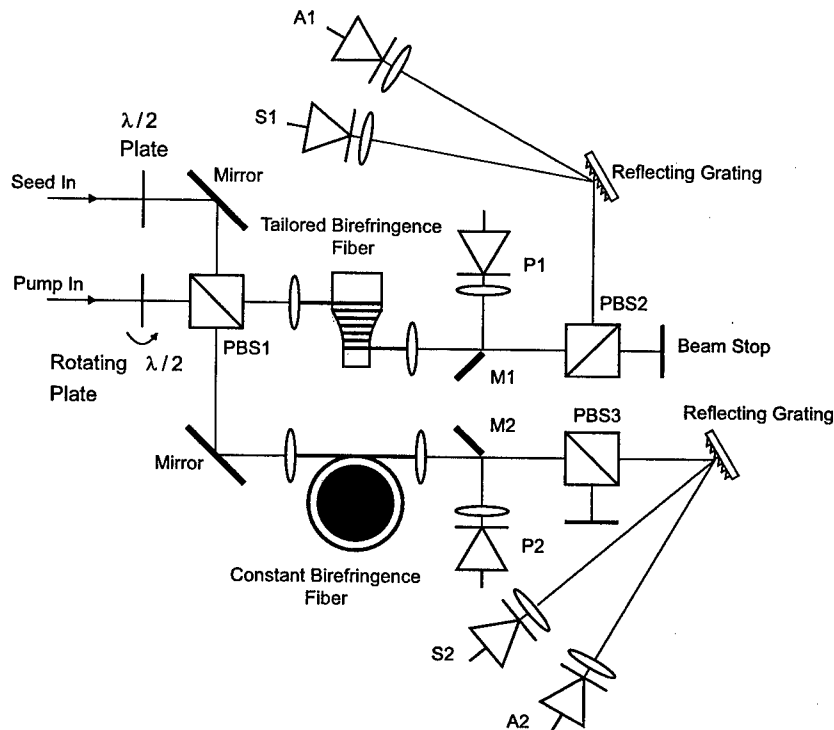 A1
S1
λ/2
Plate
Mirror
Reflecting Grating
Seed In
Tailored Birefringence
Fiber
P1
Pump In
PBS2
PBS1
Beam Stop
Rotating λ/2
Plate
M1
M2
PBS3
Reflecting Grating
Mirror
P2
Constant Birefringence
Fiber
S2
A2